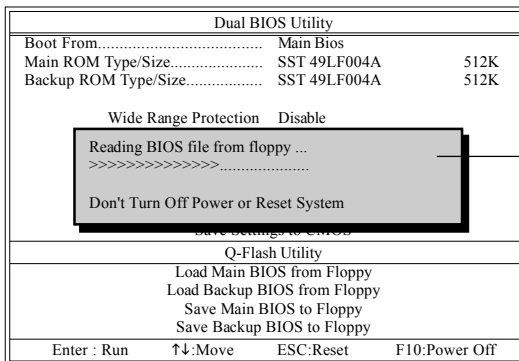 Dual BIOS Utility
Boot From...................................... Main Bios
Main ROM Type/Size..................... SST 49LF004A 512K
Backup ROM Type/Size.................. SST 49LF004A 512K
Wide Range Protection Disable
Reading BIOS file from floppy ...
>>>>>>>>>>>>>>.....................
Don't Turn Off Power or Reset System
Save Settings to CMOS
Q-Flash Utility
Load Main BIOS from Floppy
Load Backup BIOS from Floppy
Save Main BIOS to Floppy
Save Backup BIOS to Floppy
Enter : Run ↑↓:Move ESC:Reset F10:Power Off